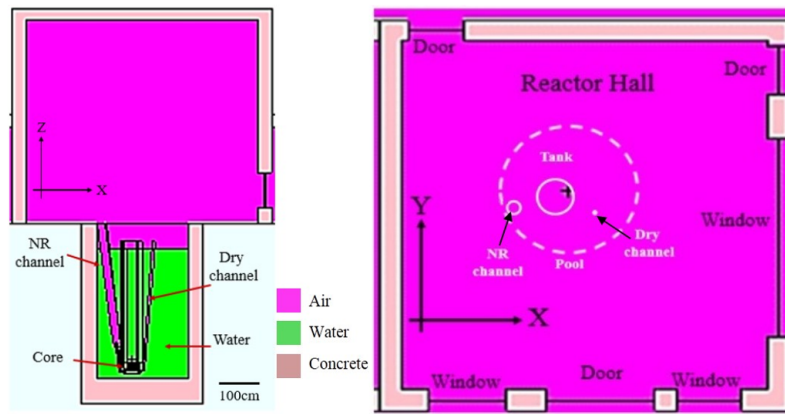 Z
X
NR
channel
Dry
channel
Water
Core
100cm
Air
Water
Concrete
Door
Reactor Hall
Door
Tank
Y
NR
channel
Dry
channel
Pool
Window
X
Window
Door
Window